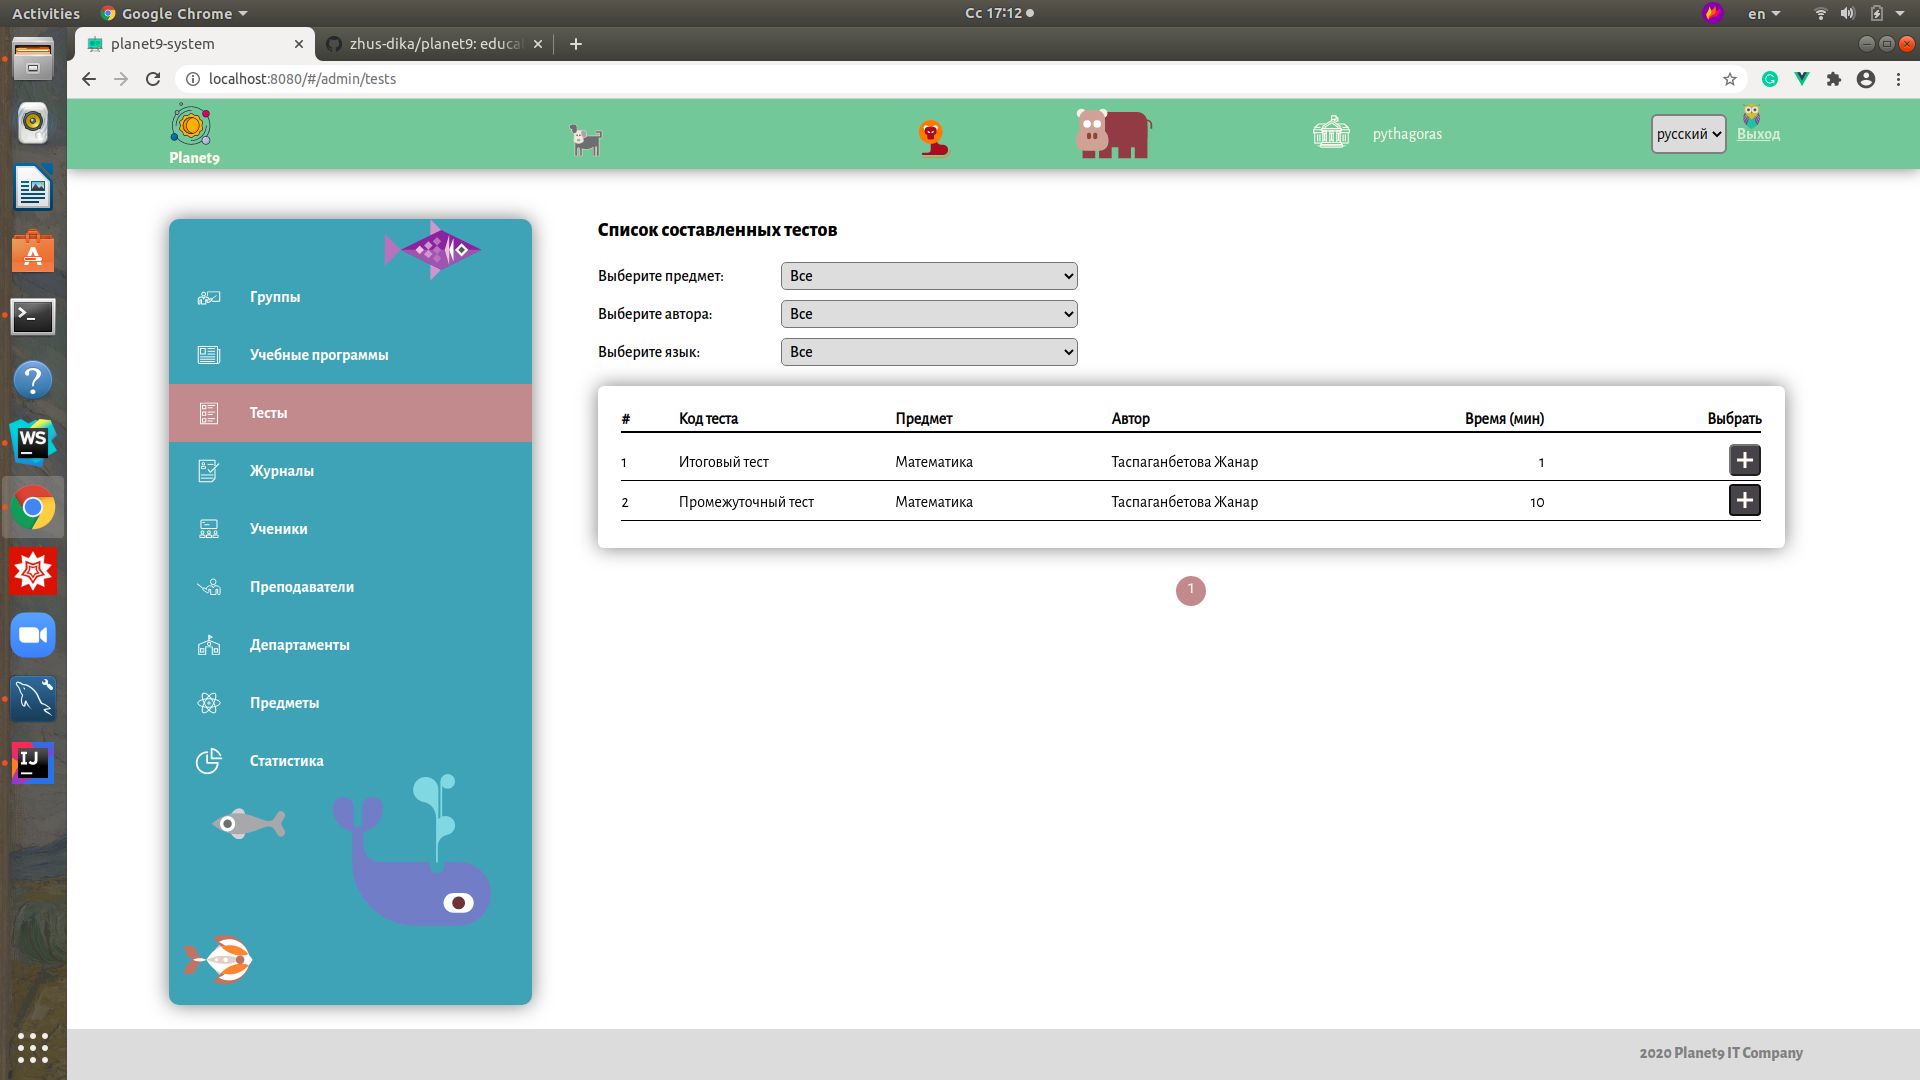 Activities
Google Chrome
Сс 17:12
en
planet9-system
zhus-dika/planet9: educa
localhost:8080/#/admin/tests
Planet9
pythagoras
русский
Выход
Группы
Учебные программы
Тесты
Журналы
Ученики
Преподаватели
Департаменты
Предметы
Статистика
Список составленных тестов
Выберите предмет: Все
Выберите автора: Все
Выберите язык: Все
# Код теста Предмет Автор Время (мин) Выбрать
1 Итоговый тест Математика Таспаганбетова Жанар 1
2 Промежуточный тест Математика Таспаганбетова Жанар 10
1
2020 Planet9 IT Company
WS
IJ